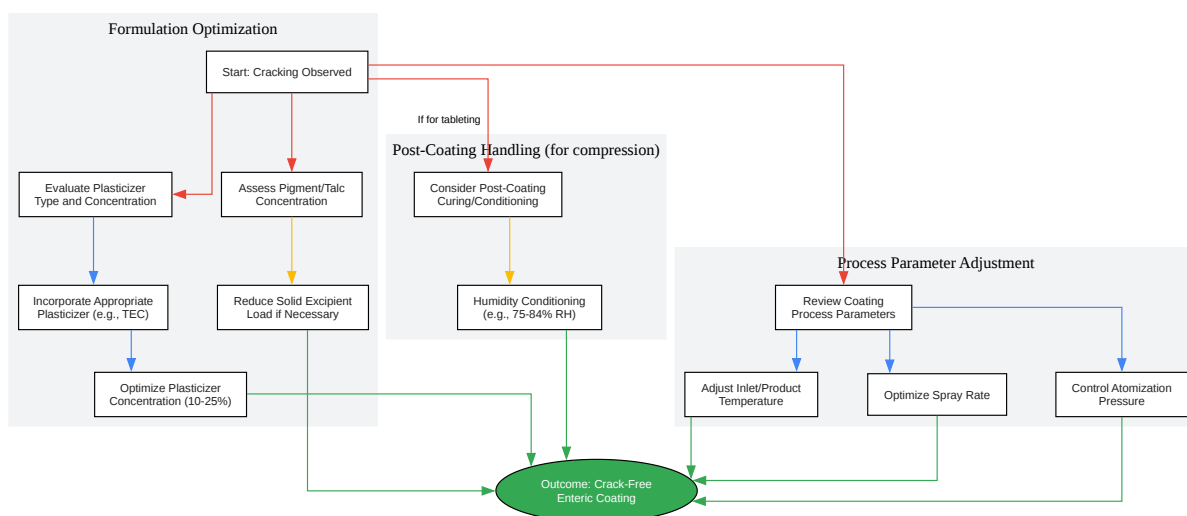 Formulation Optimization
Start: Cracking Observed
If for tableting
Post-Coating Handling (for compression)
Evaluate Plasticizer
Type and Concentration
Assess Pigment/Talc
Concentration
Consider Post-Coating
Curing/Conditioning
Process Parameter Adjustment
Incorporate Appropriate
Plasticizer (e.g., TEC)
Reduce Solid Excipient
Load if Necessary
Humidity Conditioning
(e.g., 75-84% RH)
Review Coating
Process Parameters
Optimize Plasticizer
Concentration (10-25%)
Adjust Inlet/Product
Temperature
Optimize Spray Rate
Control Atomization
Pressure
Outcome: Crack-Free
Enteric Coating